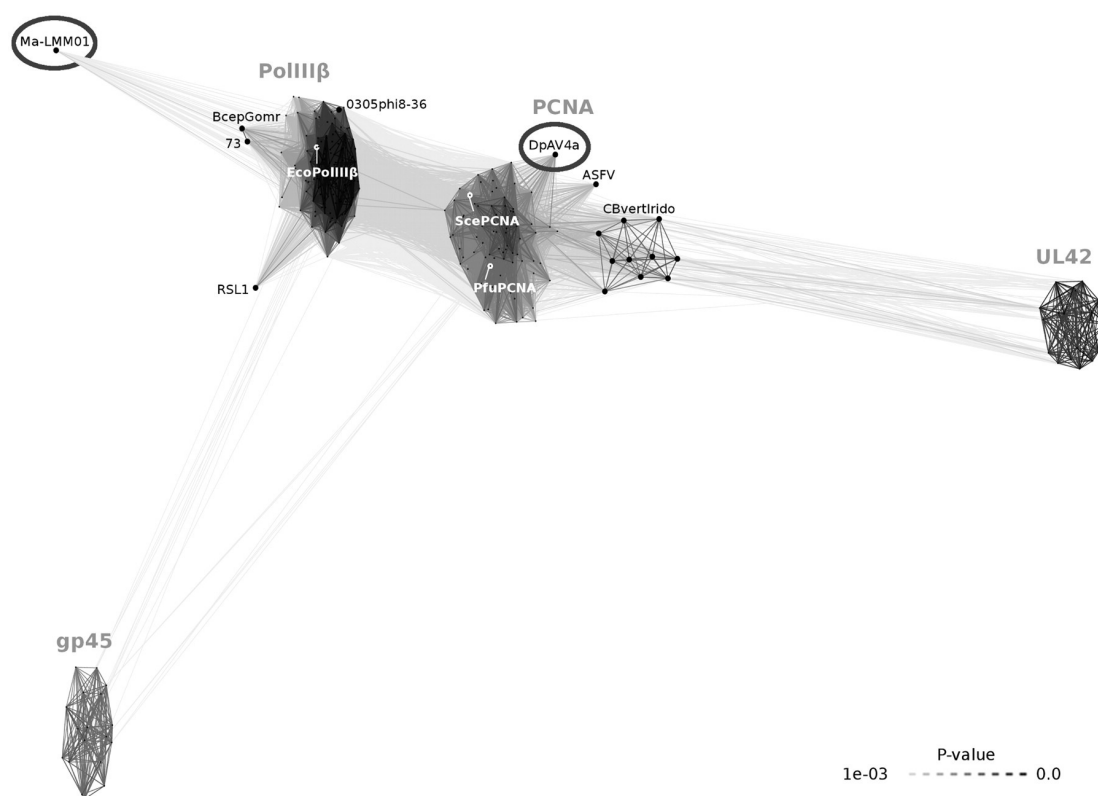 Ma-LMM01
PolIIIβ
BcepGomr
0305phi8-36
73
EcoPolIIIβ
PCNA
DpAV4a
ASFV
CBvertIrido
ScePCNA
PfuPCNA
UL42
RSL1
gp45
P-value
1e-03 0.0